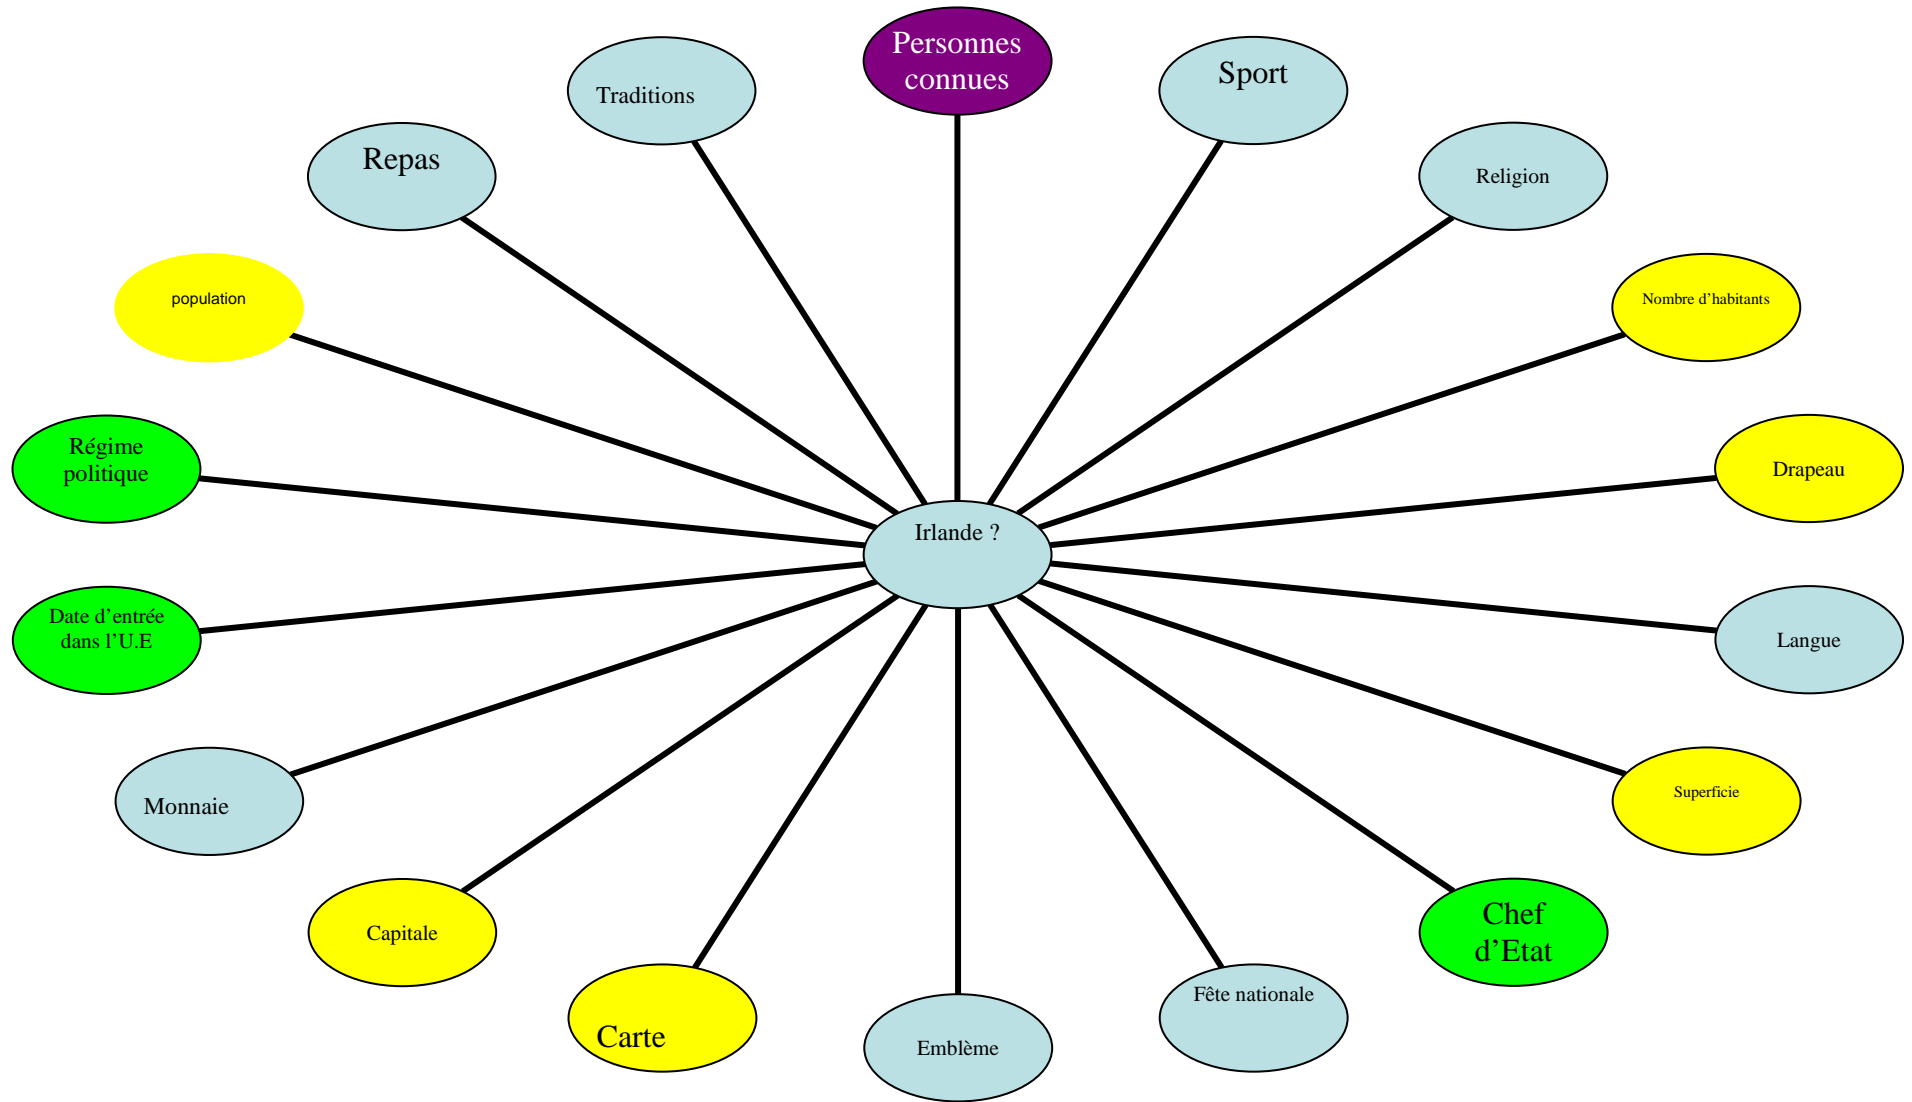 Personnes
connues
Traditions
Sport
Repas
Religion
population
Nombre d’habitants
Régime
politique
Drapeau
Irlande ?
Date d’entrée
dans l’U.E
Langue
Monnaie
Superficie
Capitale
Chef
d’Etat
Carte
Emblème
Fête nationale